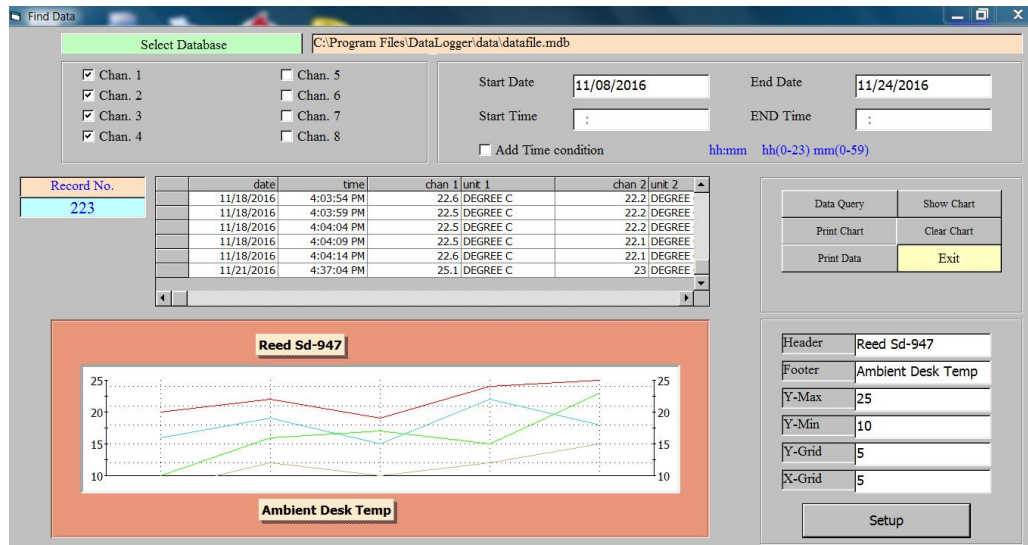 Find Data
Select Database C:\Program Files\DataLogger\data\datafile.mdb
Chan. 1 Chan. 5
Chan. 2 Chan. 6
Chan. 3 Chan. 7
Chan. 4 Chan. 8
Start Date 11/08/2016 End Date 11/24/2016
Start Time : END Time :
Add Time condition hh:mm hh(0-23) mm(0-59)
Record No.
223
date time chan 1 unit 1 chan 2 unit 2
11/18/2016 4:03:54 PM 22.6 DEGREE C 22.2 DEGREE
11/18/2016 4:03:59 PM 22.5 DEGREE C 22.2 DEGREE
11/18/2016 4:04:04 PM 22.5 DEGREE C 22.2 DEGREE
11/18/2016 4:04:09 PM 22.5 DEGREE C 22.1 DEGREE
11/18/2016 4:04:14 PM 22.6 DEGREE C 22.1 DEGREE
11/21/2016 4:37:04 PM 25.1 DEGREE C 23 DEGREE
Data Query Show Chart
Print Chart Clear Chart
Print Data Exit
Reed Sd-947
25 25
20 20
15 15
10 10
Ambient Desk Temp
Header Reed Sd-947
Footer Ambient Desk Temp
Y-Max 25
Y-Min 10
Y-Grid 5
X-Grid 5
Setup